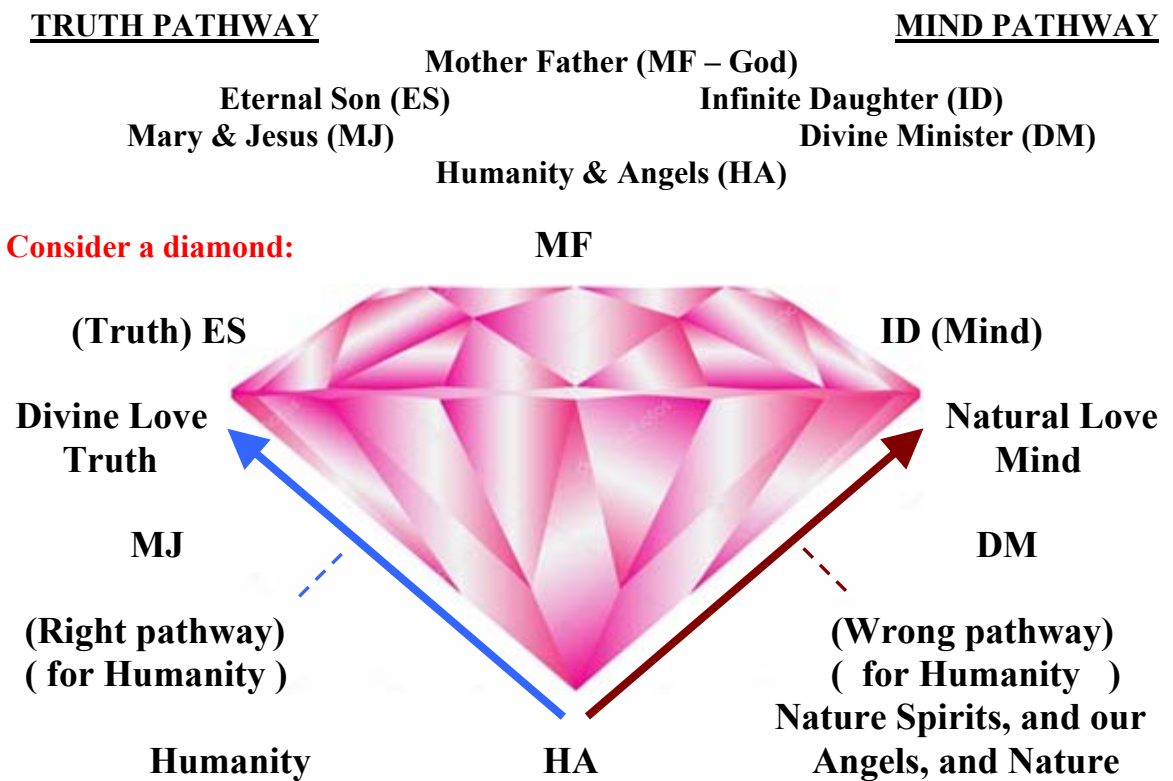 TRUTH PATHWAY MIND PATHWAY
Mother Father (MF – God)
Eternal Son (ES) Infinite Daughter (ID)
Mary & Jesus (MJ) Divine Minister (DM)
Humanity & Angels (HA)
Consider a diamond: MF
(Truth) ES ID (Mind)
Divine Love Natural Love
Truth Mind
MJ DM
(Right pathway) (Wrong pathway)
( for Humanity ) ( for Humanity )
Nature Spirits, and our
Humanity HA Angels, and Nature